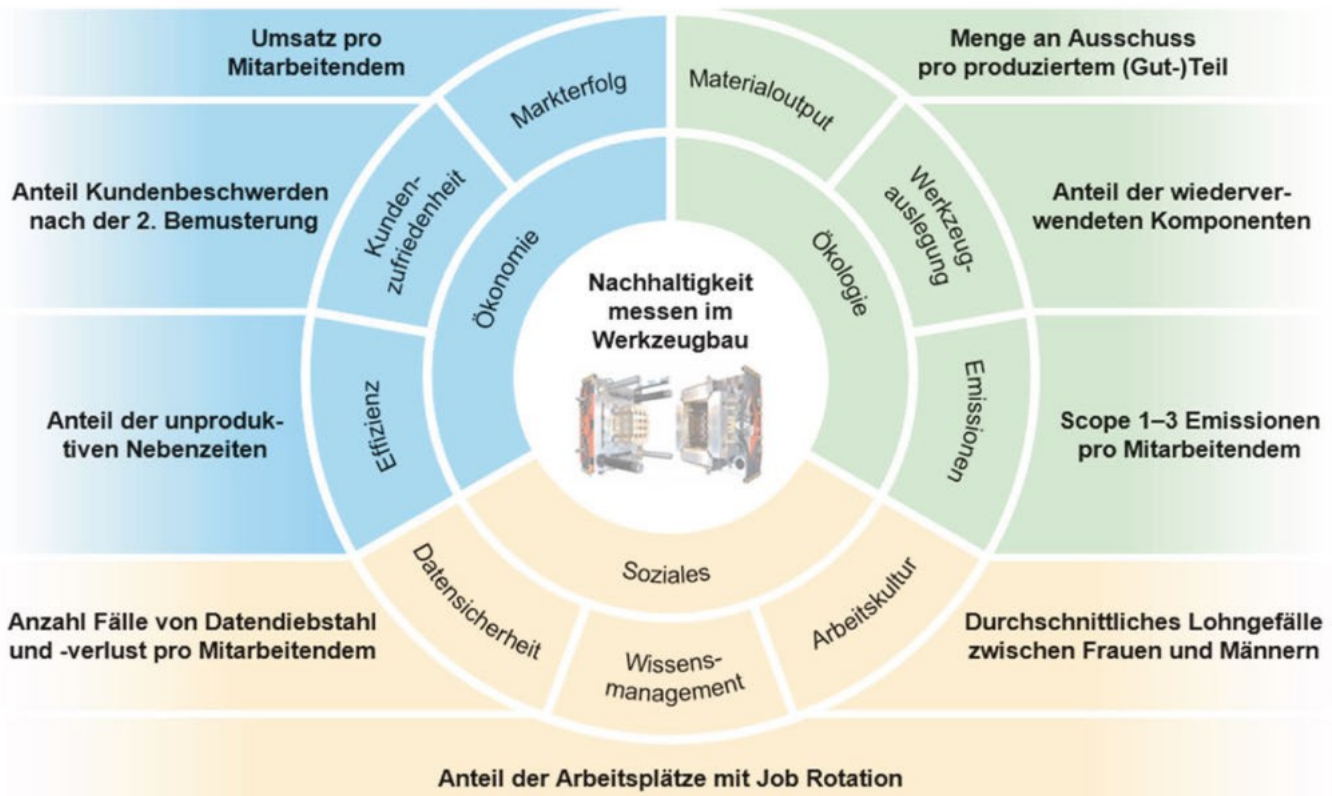 Umsatz pro
Mitarbeitendem
Menge an Ausschuss
pro produziertem (Gut-)Teil
Markterfolg
Materialoutput
Anteil Kundenbeschwerden
nach der 2. Bemusterung
Kunden-
zufriedenheit
Werkzeug-
auslegung
Anteil der wiederver-
wendeten Komponenten
Ökonomie
Ökologie
Nachhaltigkeit
messen im
Werkzeugbau
Anteil der unproduk-
tiven Nebenzeiten
Effizienz
Emissionen
Scope 1–3 Emissionen
pro Mitarbeitendem
Soziales
Anzahl Fälle von Datendiebstahl
und -verlust pro Mitarbeitendem
Datensicherheit
Wissens-
management
Arbeitskultur
Durchschnittliches Lohngefälle
zwischen Frauen und Männern
Anteil der Arbeitsplätze mit Job Rotation